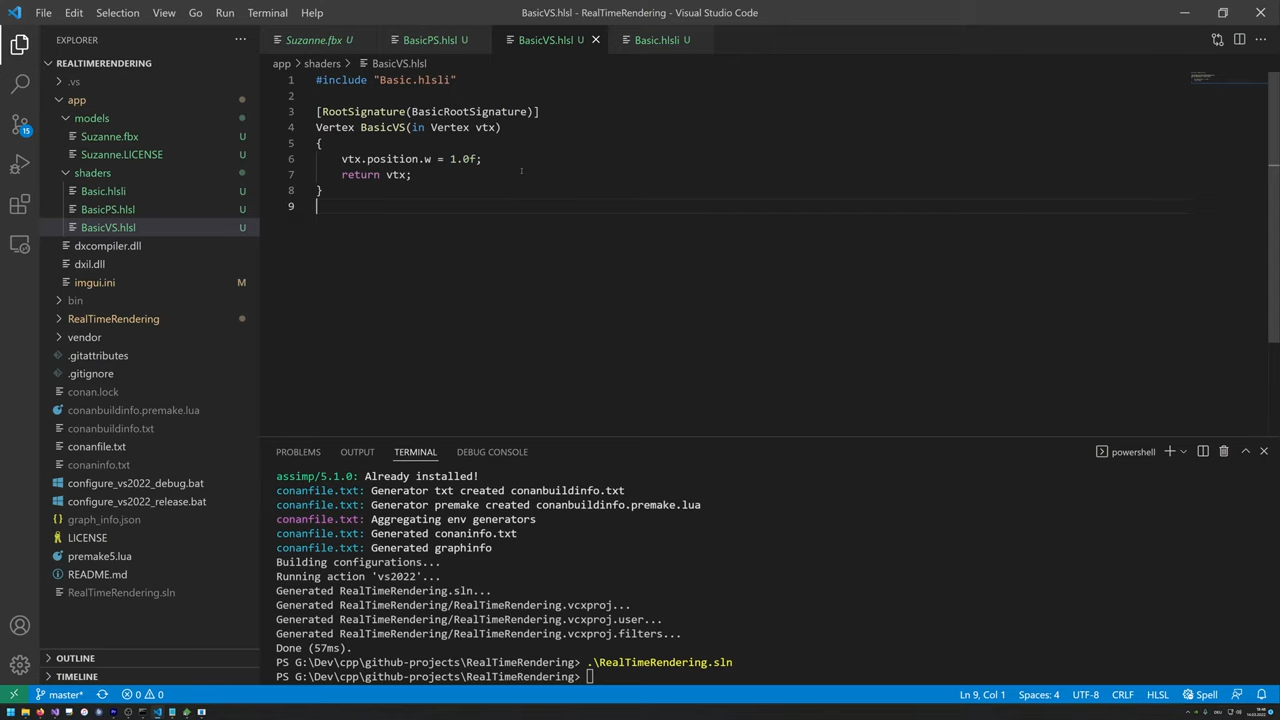 File Edit Selection View Go Run Terminal Help
BasicVS.hlsl - RealTimeRendering - Visual Studio Code
EXPLORER
Suzanne.fbx U
BasicPS.hlsl U
BasicVS.hlsl U
Basic.hlsli U
app > shaders > BasicVS.hlsl
REALTIMERENDERING
.vs
app
models
Suzanne.fbx U
Suzanne.LICENSE U
shaders
Basic.hlsli U
BasicPS.hlsl U
BasicVS.hlsl U
dxcompiler.dll
dxil.dll
imgui.ini M
bin
RealTimeRendering
vendor
.gitattributes
.gitignore
conan.lock
conanbuildinfo.premake.lua
conanbuildinfo.txt
conanfile.txt
conaninfo.txt
configure_vs2022_debug.bat
configure_vs2022_release.bat
graph_info.json
LICENSE
premake5.lua
README.md
RealTimeRendering.sln
OUTLINE
TIMELINE
1 #include "Basic.hlsli"
2
3 [RootSignature(BasicRootSignature)]
4 Vertex BasicVS(in Vertex vtx)
5 {
6 vtx.position.w = 1.0f;
7 return vtx;
8 }
9
PROBLEMS OUTPUT TERMINAL DEBUG CONSOLE
powershell
assimp/5.1.0: Already installed!
conanfile.txt: Generator txt created conanbuildinfo.txt
conanfile.txt: Generator premake created conanbuildinfo.premake.lua
conanfile.txt: Aggregating env generators
conanfile.txt: Generated conaninfo.txt
conanfile.txt: Generated graphinfo
Building configurations...
Running action 'vs2022'...
Generated RealTimeRendering.sln...
Generated RealTimeRendering/RealTimeRendering.vcxproj...
Generated RealTimeRendering/RealTimeRendering.vcxproj.user...
Generated RealTimeRendering/RealTimeRendering.vcxproj.filters...
Done (57ms).
PS G:\Dev\cpp\github-projects\RealTimeRendering> .\RealTimeRendering.sln
PS G:\Dev\cpp\github-projects\RealTimeRendering>
15
master* 0 0
Ln 9, Col 1 Spaces: 4 UTF-8 CRLF HLSL Spell
DEU